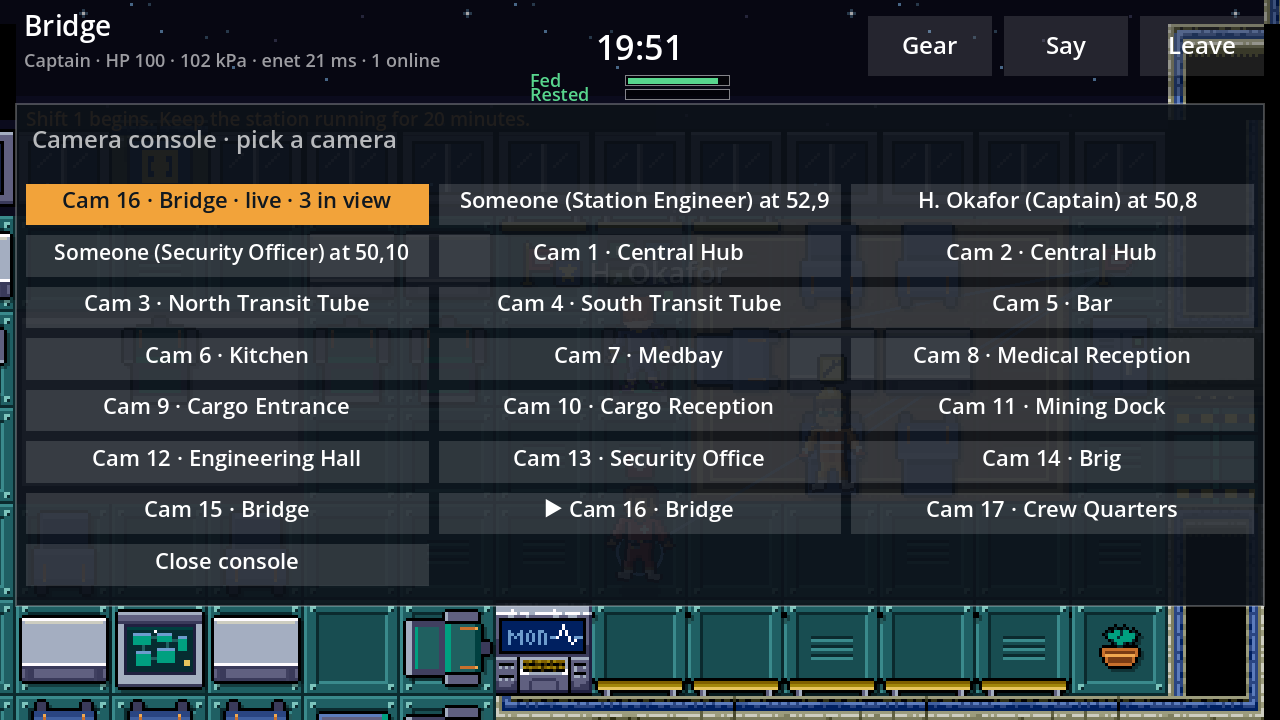 Bridge
Captain · HP 100 · 102 kPa · enet 21 ms · 1 online
19:51
Fed
Rested
Gear
Say
Leave
Shift 1 begins. Keep the station running for 20 minutes.
Camera console · pick a camera
Cam 16 · Bridge · live · 3 in view
Someone (Station Engineer) at 52,9
H. Okafor (Captain) at 50,8
Someone (Security Officer) at 50,10
Cam 1 · Central Hub
Cam 2 · Central Hub
H. Okafor
Cam 3 · North Transit Tube
Cam 4 · South Transit Tube
Cam 5 · Bar
Cam 6 · Kitchen
Cam 7 · Medbay
Cam 8 · Medical Reception
Cam 9 · Cargo Entrance
Cam 10 · Cargo Reception
Cam 11 · Mining Dock
Cam 12 · Engineering Hall
Cam 13 · Security Office
Cam 14 · Brig
Cam 15 · Bridge
▶ Cam 16 · Bridge
Cam 17 · Crew Quarters
Close console
MON